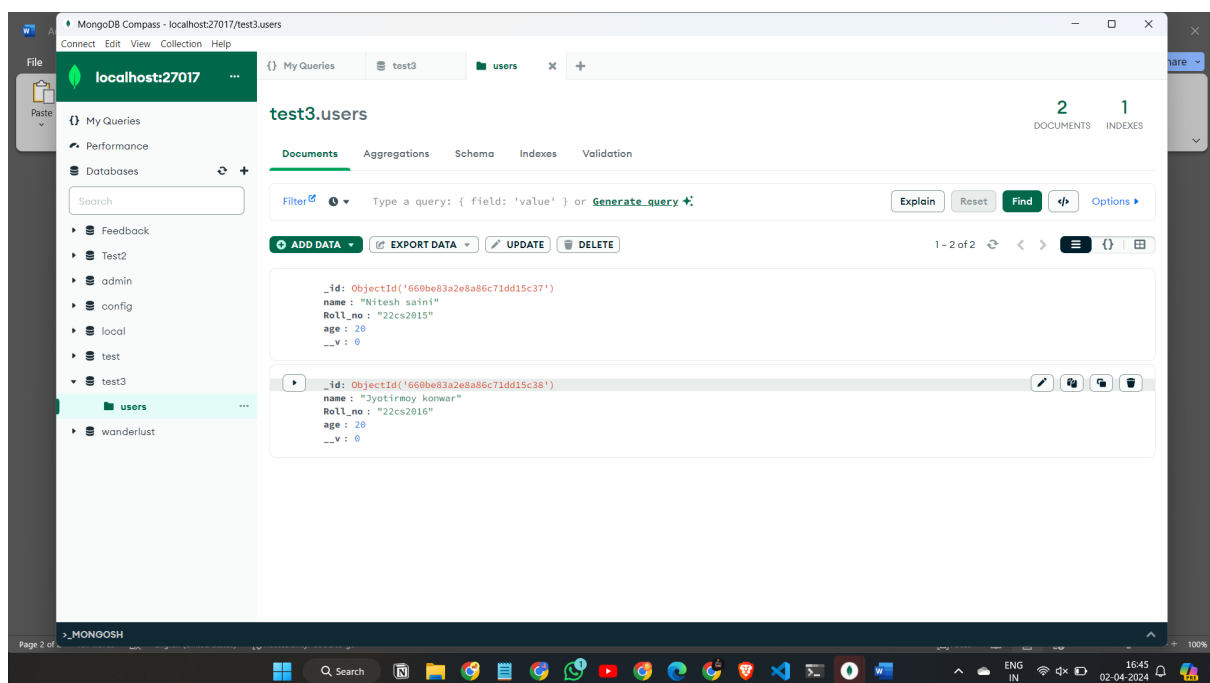 MongoDB Compass - localhost:27017/test3.users
Connect Edit View Collection Help
File
Paste
localhost:27017 ...
{} My Queries
Performance
Databases
Search
Feedback
Test2
admin
config
local
test
test3
users ...
wanderlust
{} My Queries test3 users
test3.users
2 1
DOCUMENTS INDEXES
Documents Aggregations Schema Indexes Validation
Filter Type a query: { field: 'value' } or Generate query Explain Reset Find </> Options
ADD DATA EXPORT DATA UPDATE DELETE 1 – 2 of 2 {}
_id: ObjectId('660be83a2e8a86c71dd15c37')
name : "Nitesh saini"
Roll_no : "22cs2015"
age : 20
__v : 0
_id: ObjectId('660be83a2e8a86c71dd15c38')
name : "Jyotirmoy konwar"
Roll_no : "22cs2016"
age : 20
__v : 0
>_MONGOSH
Page 2 of
100%
Search
ENG
IN
16:45
02-04-2024
PRE